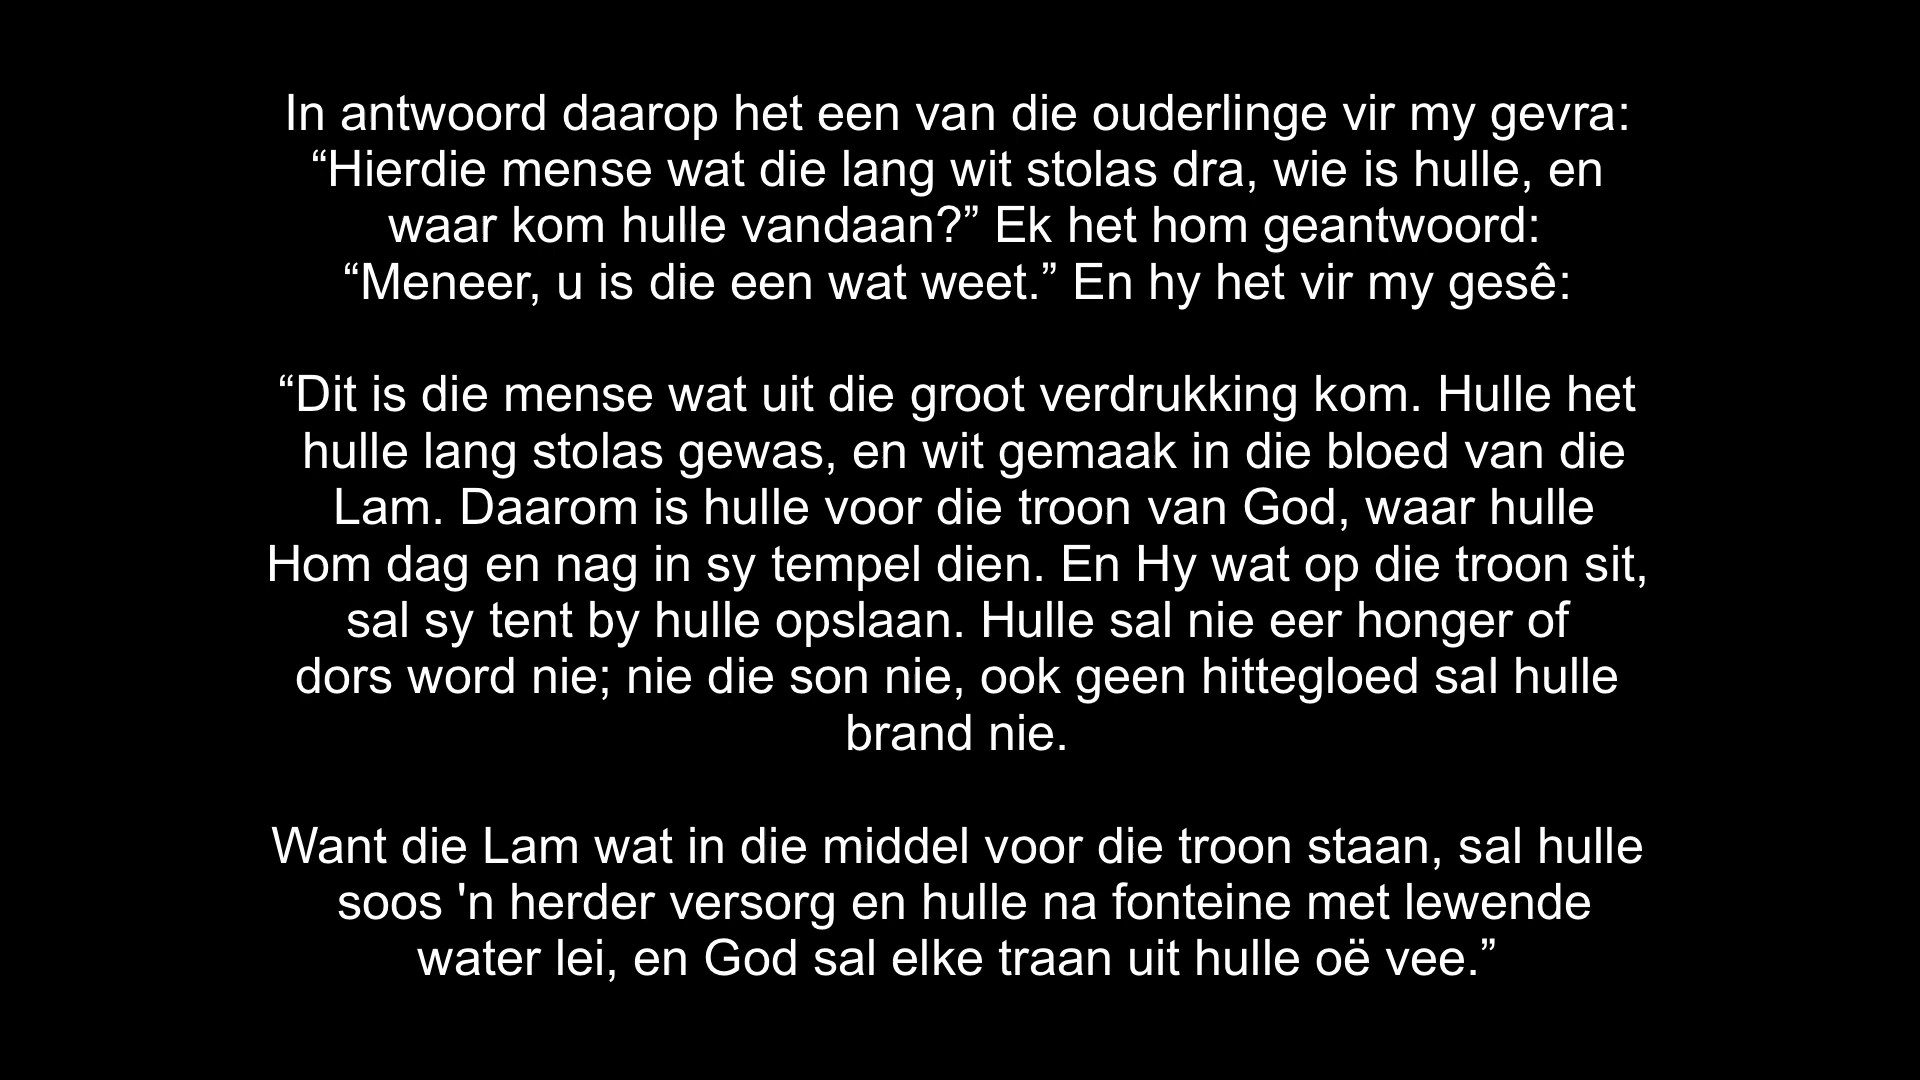 In antwoord daarop het een van die ouderlinge vir my gevra:
“Hierdie mense wat die lang wit stolas dra, wie is hulle, en
waar kom hulle vandaan?” Ek het hom geantwoord:
“Meneer, u is die een wat weet.” En hy het vir my gesê:
“Dit is die mense wat uit die groot verdrukking kom. Hulle het
hulle lang stolas gewas, en wit gemaak in die bloed van die
Lam. Daarom is hulle voor die troon van God, waar hulle
Hom dag en nag in sy tempel dien. En Hy wat op die troon sit,
sal sy tent by hulle opslaan. Hulle sal nie eer honger of
dors word nie; nie die son nie, ook geen hittegloed sal hulle
brand nie.
Want die Lam wat in die middel voor die troon staan, sal hulle
soos 'n herder versorg en hulle na fonteine met lewende
water lei, en God sal elke traan uit hulle oë vee.”